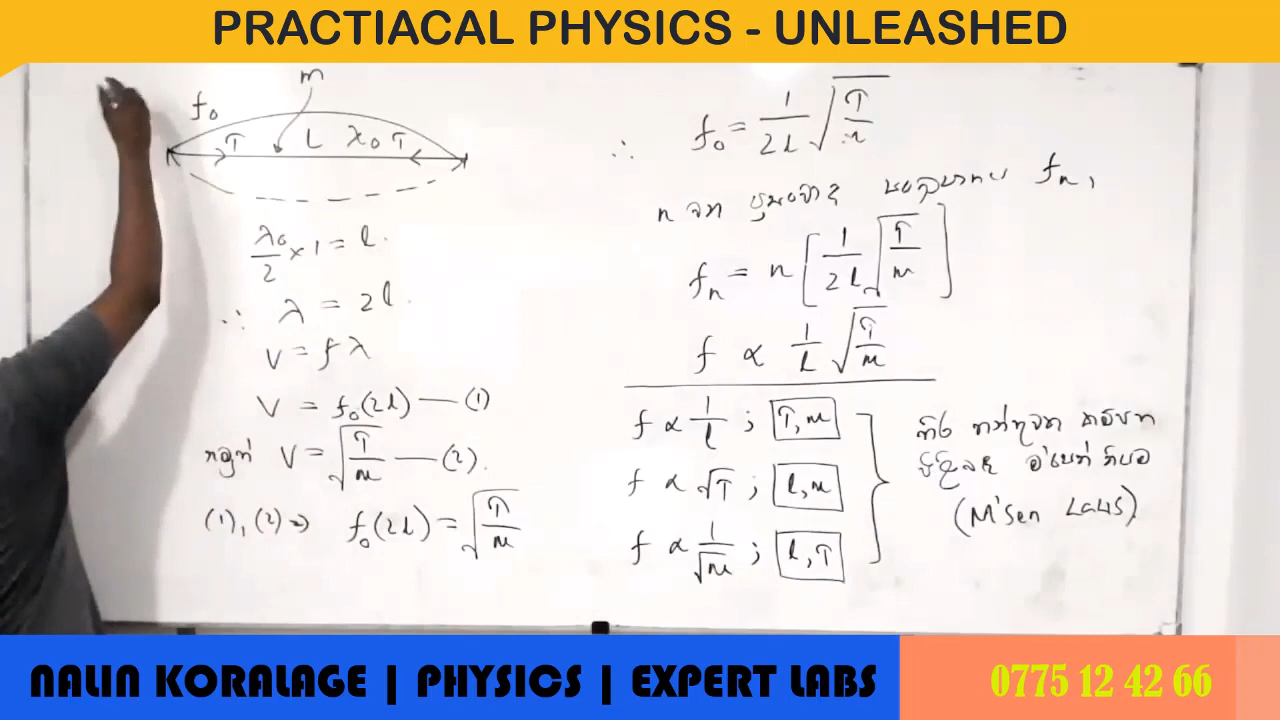 PRACTIACAL PHYSICS - UNLEASHED
m
f₀
T l λ₀ T
λ₀/2 × 1 = l.
∴ λ = 2l.
V = fλ
V = f₀(2l) — (1)
V = √(T/m) — (2).
(1), (2) ⇒ f₀(2l) = √(T/m)
∴ f₀ = 1/2l √(T/m)
n වන ප්‍රසංවාද fₙ,
fₙ = n [1/2l √(T/m)]
f ∝ 1/l √(T/m)
f ∝ 1/l ; T, m
f ∝ √T ; l, m
f ∝ 1/√m ; l, T
(M'sen Laws)
NALIN KORALAGE | PHYSICS | EXPERT LABS
0775 12 42 66